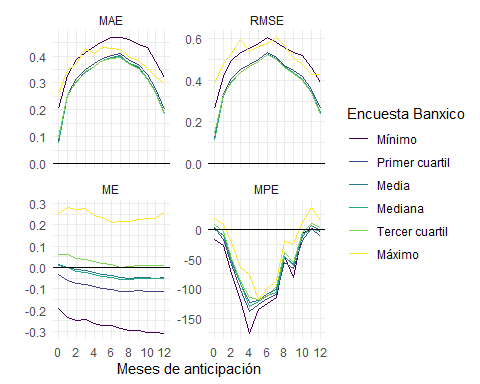 MAE
RMSE
0.4
0.3
0.2
0.1
0.0
0.6
0.4
0.2
0.0
ME
MPE
0.3
0.2
0.1
0.0
-0.1
-0.2
-0.3
0
-50
-100
-150
0 2 4 6 8 10 12
0 2 4 6 8 10 12
Meses de anticipación
Encuesta Banxico
Mínimo
Primer cuartil
Media
Mediana
Tercer cuartil
Máximo